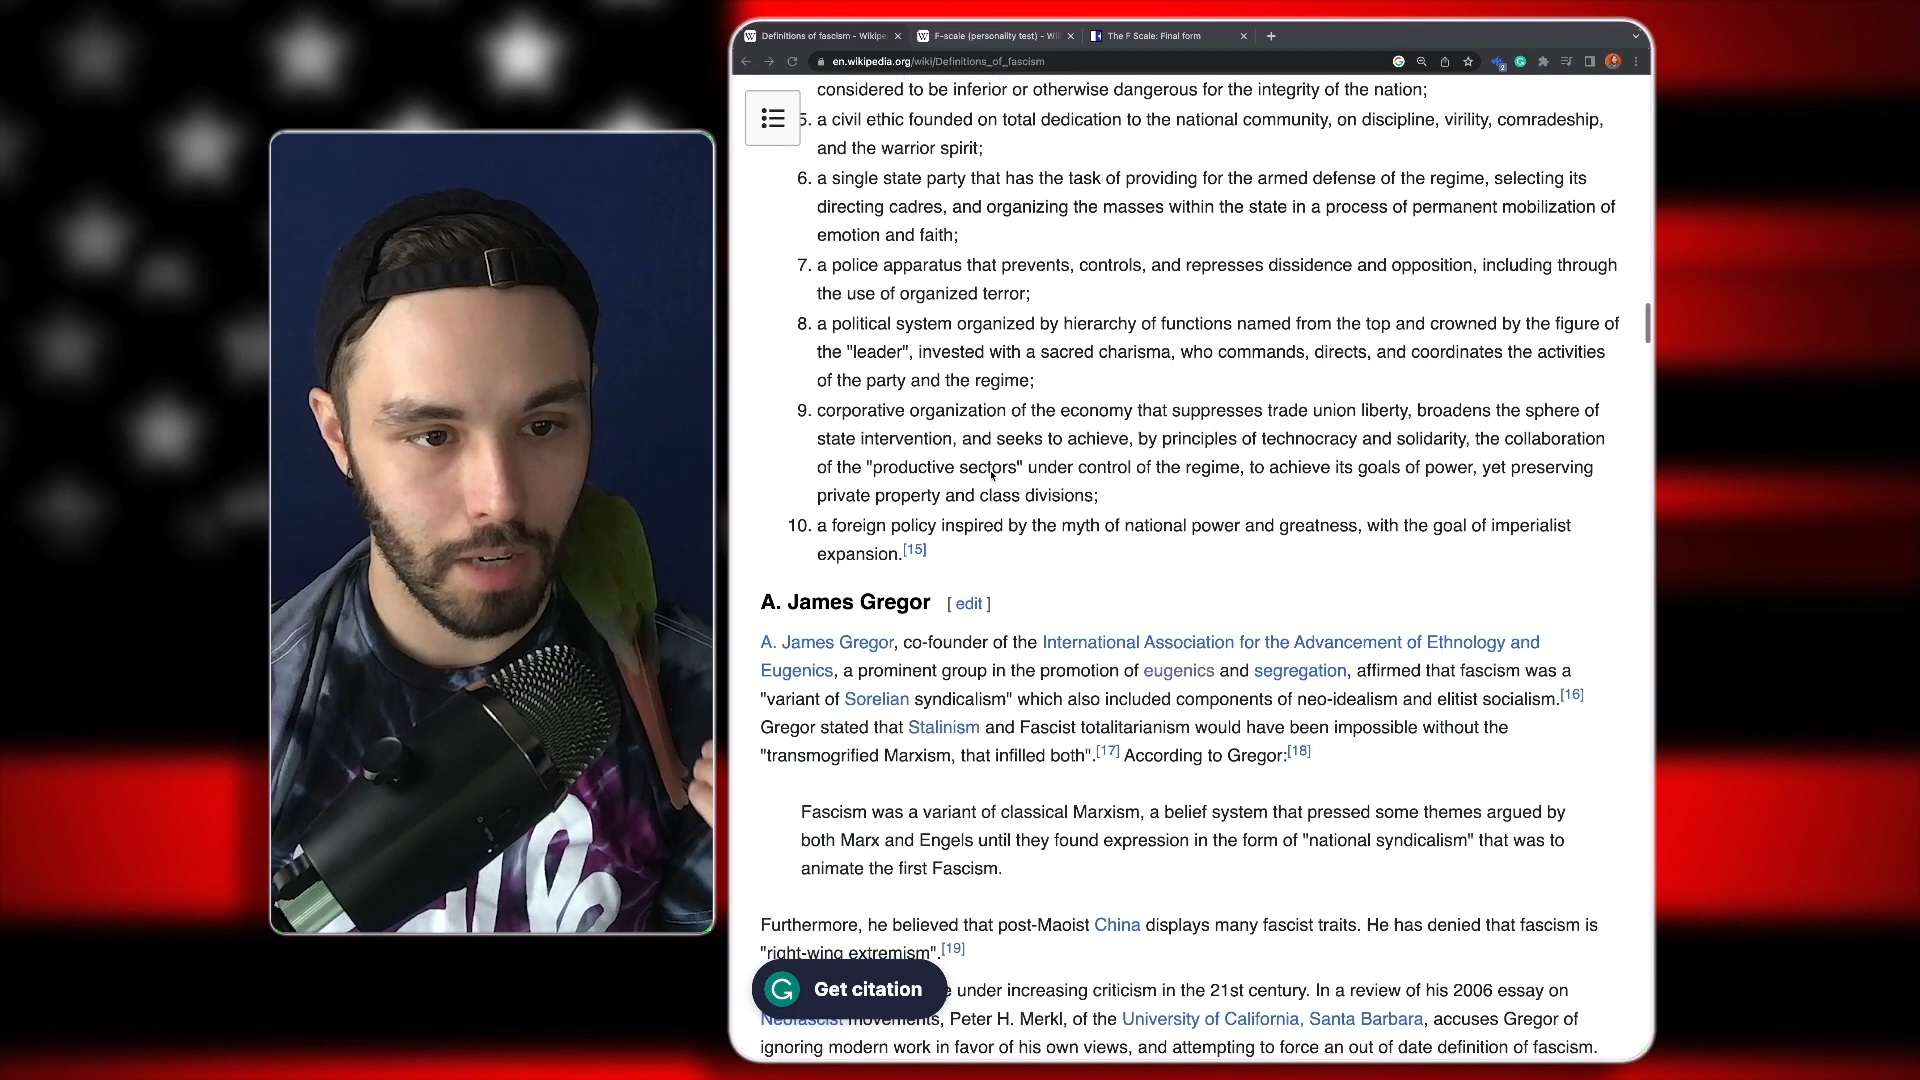 Definitions of fascism - Wikipe
F-scale (personality test) - Wi
The F Scale: Final form
en.wikipedia.org/wiki/Definitions_of_fascism
considered to be inferior or otherwise dangerous for the integrity of the nation;
5. a civil ethic founded on total dedication to the national community, on discipline, virility, comradeship,
and the warrior spirit;
6. a single state party that has the task of providing for the armed defense of the regime, selecting its
directing cadres, and organizing the masses within the state in a process of permanent mobilization of
emotion and faith;
7. a police apparatus that prevents, controls, and represses dissidence and opposition, including through
the use of organized terror;
8. a political system organized by hierarchy of functions named from the top and crowned by the figure of
the "leader", invested with a sacred charisma, who commands, directs, and coordinates the activities
of the party and the regime;
9. corporative organization of the economy that suppresses trade union liberty, broadens the sphere of
state intervention, and seeks to achieve, by principles of technocracy and solidarity, the collaboration
of the "productive sectors" under control of the regime, to achieve its goals of power, yet preserving
private property and class divisions;
10. a foreign policy inspired by the myth of national power and greatness, with the goal of imperialist
expansion.[15]
A. James Gregor [ edit ]
A. James Gregor, co-founder of the International Association for the Advancement of Ethnology and
Eugenics, a prominent group in the promotion of eugenics and segregation, affirmed that fascism was a
"variant of Sorelian syndicalism" which also included components of neo-idealism and elitist socialism.[16]
Gregor stated that Stalinism and Fascist totalitarianism would have been impossible without the
"transmogrified Marxism, that infilled both".[17] According to Gregor:[18]
Fascism was a variant of classical Marxism, a belief system that pressed some themes argued by
both Marx and Engels until they found expression in the form of "national syndicalism" that was to
animate the first Fascism.
Furthermore, he believed that post-Maoist China displays many fascist traits. He has denied that fascism is
"right-wing extremism".[19]
Get citation
under increasing criticism in the 21st century. In a review of his 2006 essay on
Neofascist movements, Peter H. Merkl, of the University of California, Santa Barbara, accuses Gregor of
ignoring modern work in favor of his own views, and attempting to force an out of date definition of fascism.